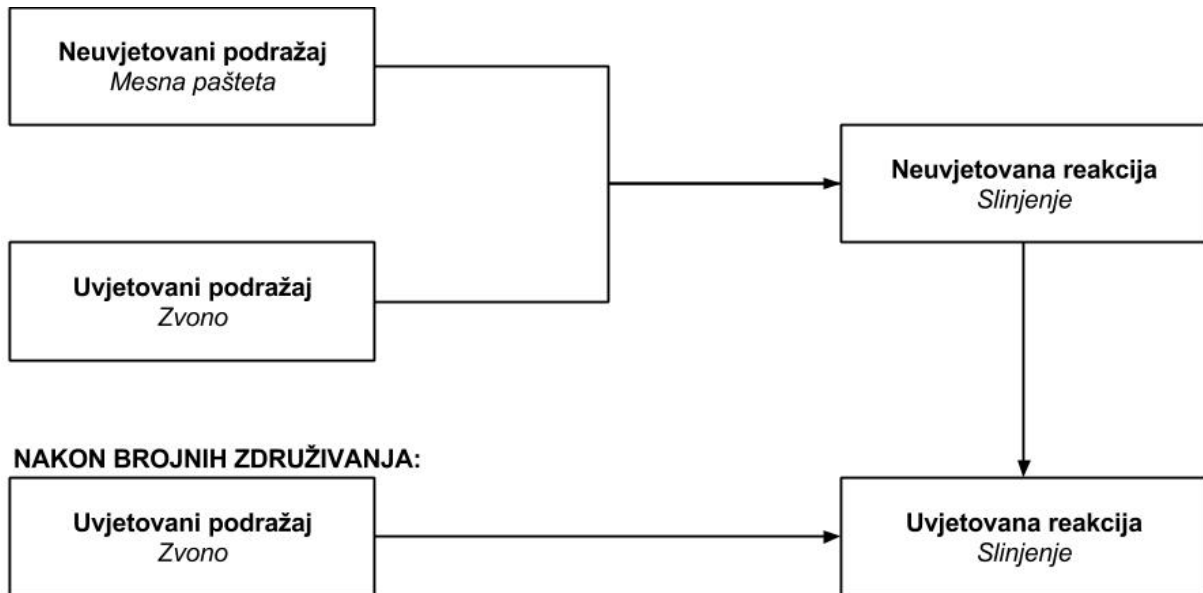 Neuvjetovani podražaj
Mesna pašteta
Neuvjetovana reakcija
Slinjenje
Uvjetovani podražaj
Zvono
NAKON BROJNIH ZDRUŽIVANJA:
Uvjetovani podražaj
Zvono
Uvjetovana reakcija
Slinjenje